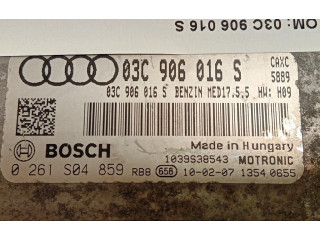 OM: 03C 906 016 S
03C 906 016 S CAXC
5889
03C 906 016 S BENZIN MED17.5.5 HW: H09
BOSCH Made in Hungary
1039S38543 MOTRONIC
0 261 S04 859 RB8 658 10-02-07 1354 0655